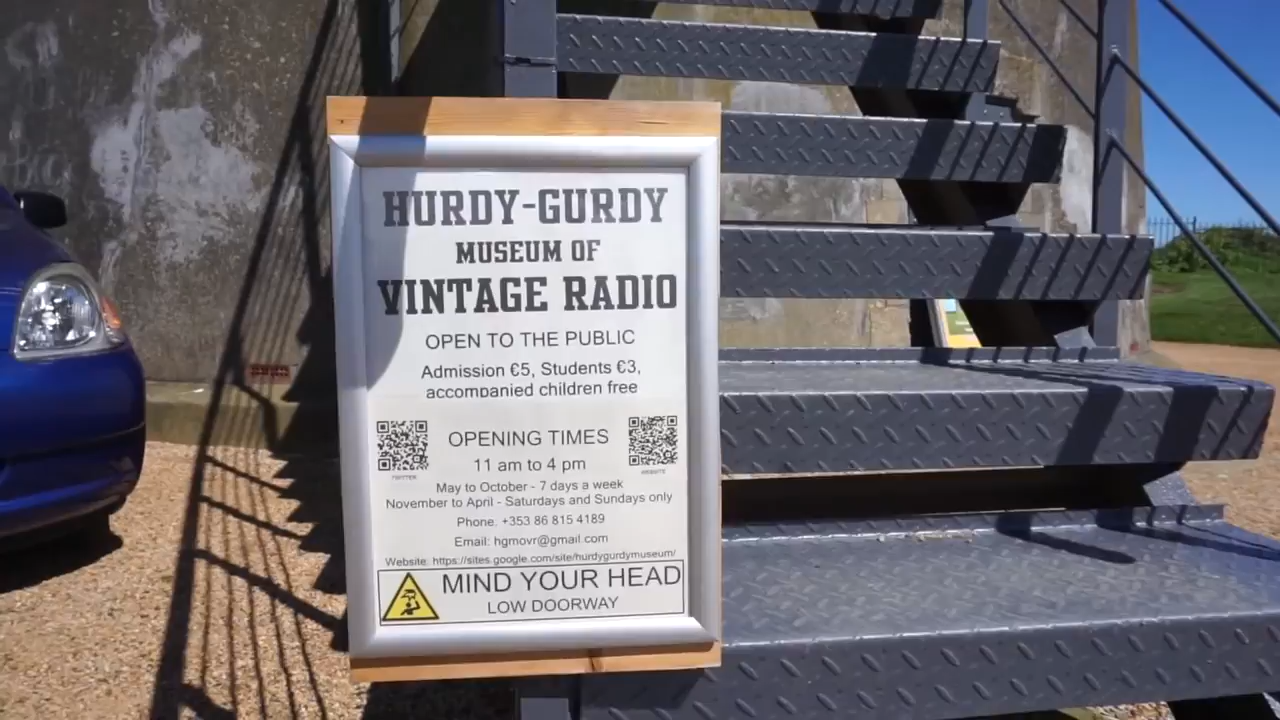 HURDY-GURDY
MUSEUM OF
VINTAGE RADIO
OPEN TO THE PUBLIC
Admission €5, Students €3,
accompanied children free
OPENING TIMES
11 am to 4 pm
TWITTER
WEBSITE
May to October - 7 days a week
November to April - Saturdays and Sundays only
Phone. +353 86 815 4189
Email: hgmovr@gmail.com
Website: https://sites.google.com/site/hurdygurdymuseum/
MIND YOUR HEAD
LOW DOORWAY